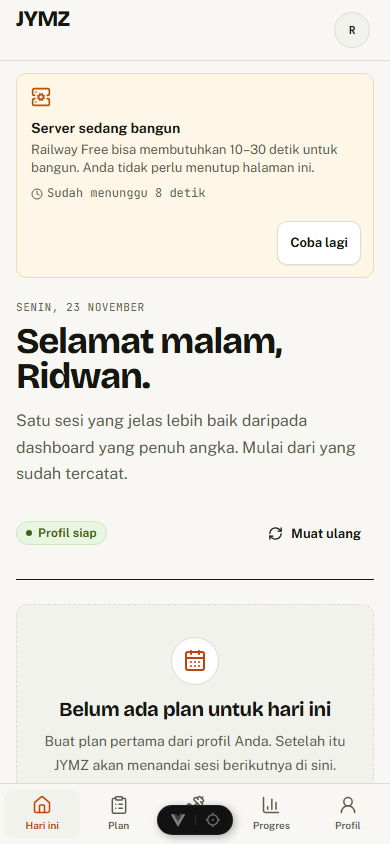 JYMZ
R
Server sedang bangun
Railway Free bisa membutuhkan 10–30 detik untuk
bangun. Anda tidak perlu menutup halaman ini.
Sudah menunggu 8 detik
Coba lagi
SENIN, 23 NOVEMBER
Selamat malam,
Ridwan.
Satu sesi yang jelas lebih baik daripada
dashboard yang penuh angka. Mulai dari yang
sudah tercatat.
Profil siap
Muat ulang
Belum ada plan untuk hari ini
Buat plan pertama dari profil Anda. Setelah itu
JYMZ akan menandai sesi berikutnya di sini.
Hari ini
Plan
Progres
Profil